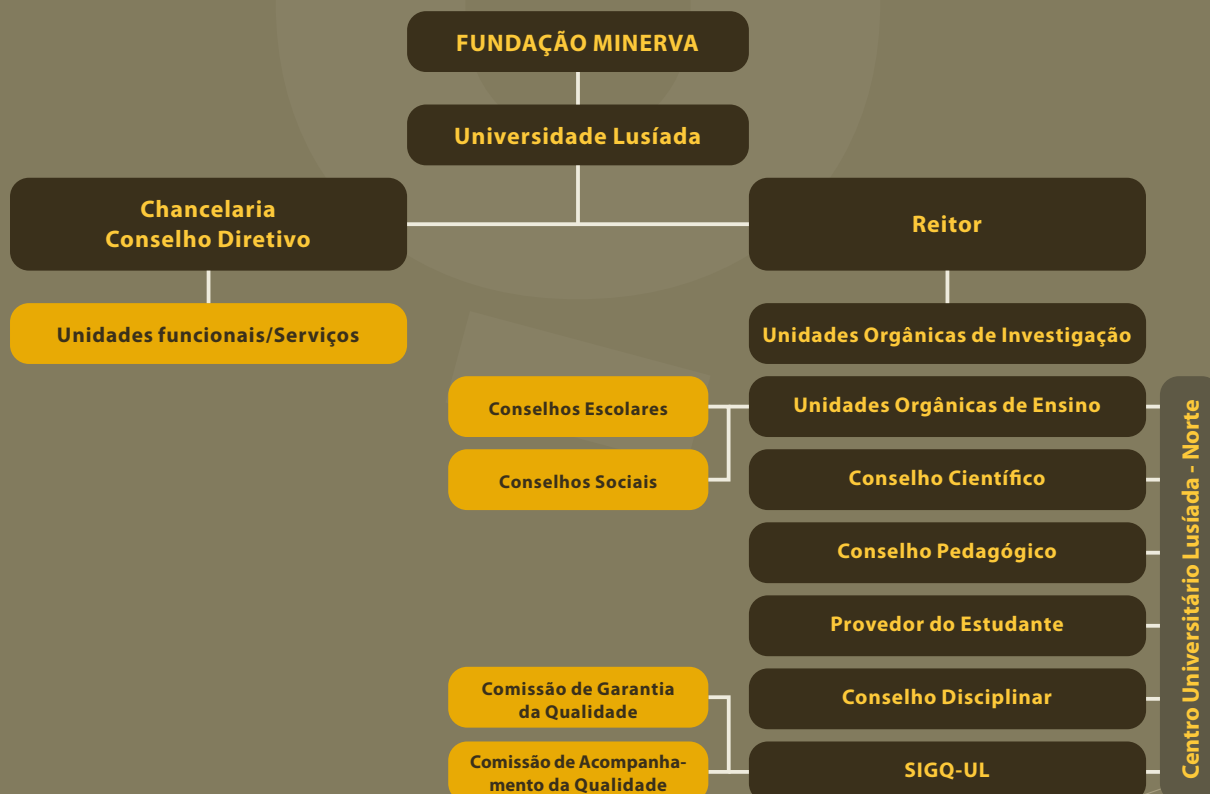 FUNDAÇÃO MINERVA
Universidade Lusíada
Chancelaria
Conselho Diretivo
Reitor
Unidades funcionais/Serviços
Unidades Orgânicas de Investigação
Conselhos Escolares
Unidades Orgânicas de Ensino
Conselhos Sociais
Conselho Científico
Conselho Pedagógico
Provedor do Estudante
Comissão de Garantia
da Qualidade
Conselho Disciplinar
Comissão de Acompanha-
mento da Qualidade
SIGQ-UL
Centro Universitário Lusíada - Norte